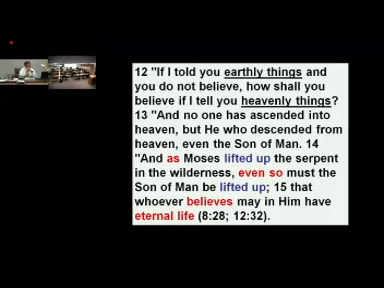 12 "If I told you earthly things and
you do not believe, how shall you
believe if I tell you heavenly things?
13 "And no one has ascended into
heaven, but He who descended from
heaven, even the Son of Man. 14
"And as Moses lifted up the serpent
in the wilderness, even so must the
Son of Man be lifted up; 15 that
whoever believes may in Him have
eternal life (8:28; 12:32).